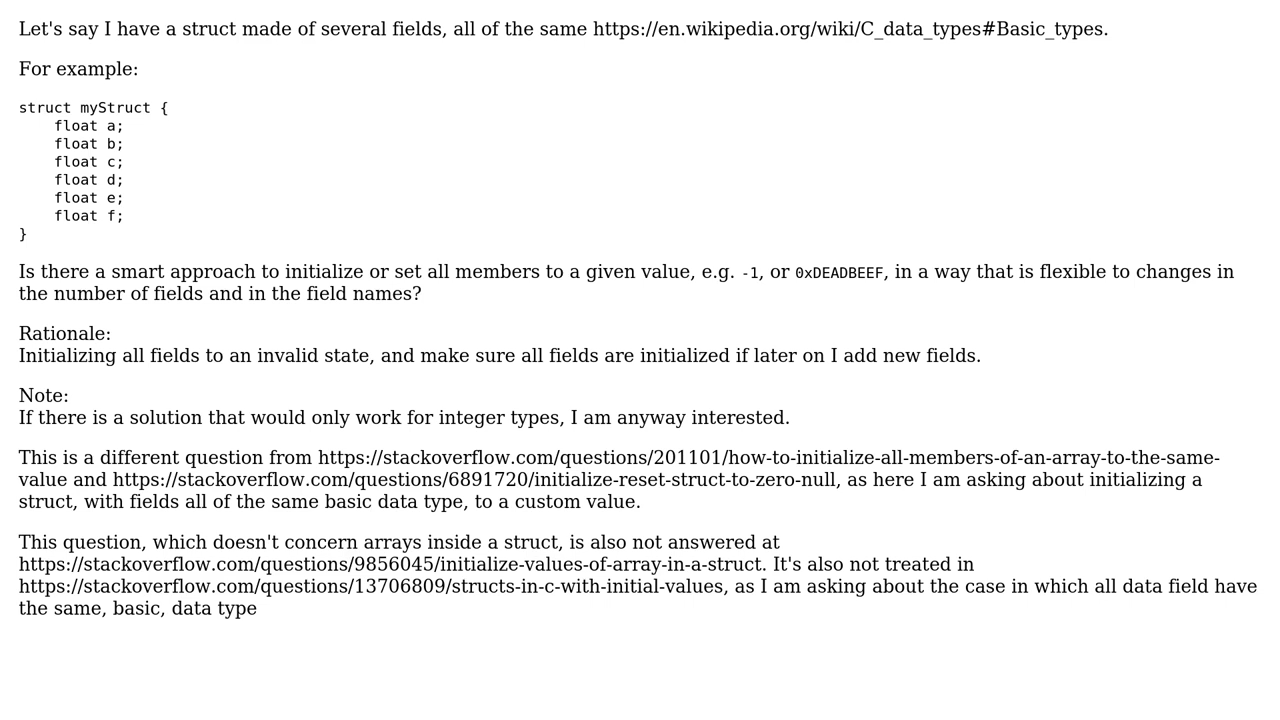 Let's say I have a struct made of several fields, all of the same https://en.wikipedia.org/wiki/C_data_types#Basic_types.
For example:
struct myStruct {
    float a;
    float b;
    float c;
    float d;
    float e;
    float f;
}
Is there a smart approach to initialize or set all members to a given value, e.g. -1, or 0xDEADBEEF, in a way that is flexible to changes in
the number of fields and in the field names?
Rationale:
Initializing all fields to an invalid state, and make sure all fields are initialized if later on I add new fields.
Note:
If there is a solution that would only work for integer types, I am anyway interested.
This is a different question from https://stackoverflow.com/questions/201101/how-to-initialize-all-members-of-an-array-to-the-same-
value and https://stackoverflow.com/questions/6891720/initialize-reset-struct-to-zero-null, as here I am asking about initializing a
struct, with fields all of the same basic data type, to a custom value.
This question, which doesn't concern arrays inside a struct, is also not answered at
https://stackoverflow.com/questions/9856045/initialize-values-of-array-in-a-struct. It's also not treated in
https://stackoverflow.com/questions/13706809/structs-in-c-with-initial-values, as I am asking about the case in which all data field have
the same, basic, data type